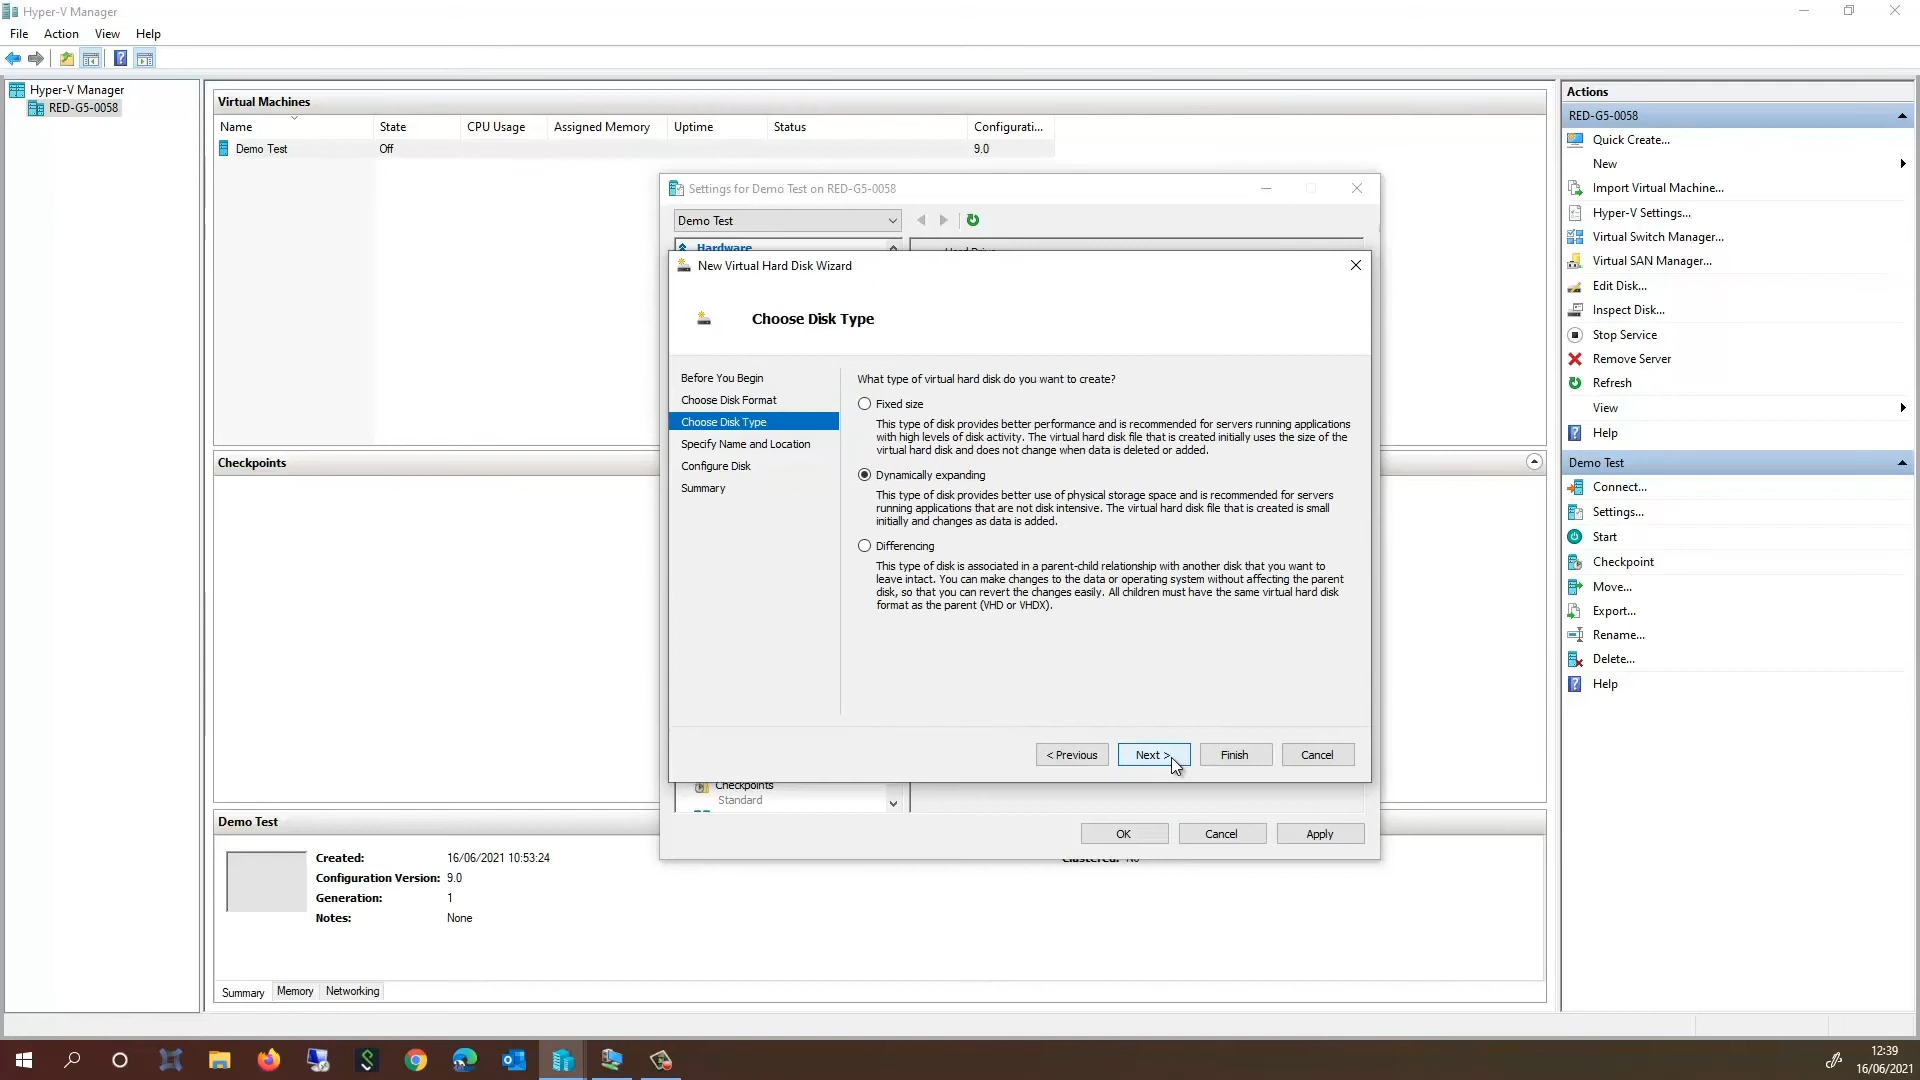 Hyper-V Manager
File Action View Help
Hyper-V Manager
RED-G5-0058
Virtual Machines
Name State CPU Usage Assigned Memory Uptime Status Configurati...
Demo Test Off 9.0
Settings for Demo Test on RED-G5-0058
Demo Test
Hardware
Hard Drive
New Virtual Hard Disk Wizard
Choose Disk Type
Before You Begin
Choose Disk Format
Choose Disk Type
Specify Name and Location
Configure Disk
Summary
What type of virtual hard disk do you want to create?
Fixed size
This type of disk provides better performance and is recommended for servers running applications
with high levels of disk activity. The virtual hard disk file that is created initially uses the size of the
virtual hard disk and does not change when data is deleted or added.
Dynamically expanding
This type of disk provides better use of physical storage space and is recommended for servers
running applications that are not disk intensive. The virtual hard disk file that is created is small
initially and changes as data is added.
Differencing
This type of disk is associated in a parent-child relationship with another disk that you want to
leave intact. You can make changes to the data or operating system without affecting the parent
disk, so that you can revert the changes easily. All children must have the same virtual hard disk
format as the parent (VHD or VHDX).
< Previous Next > Finish Cancel
Checkpoints
Standard
OK Cancel Apply
Checkpoints
Demo Test
Created: 16/06/2021 10:53:24
Clustered: No
Configuration Version: 9.0
Generation: 1
Notes: None
Summary Memory Networking
Actions
RED-G5-0058
Quick Create...
New
Import Virtual Machine...
Hyper-V Settings...
Virtual Switch Manager...
Virtual SAN Manager...
Edit Disk...
Inspect Disk...
Stop Service
Remove Server
Refresh
View
Help
Demo Test
Connect...
Settings...
Start
Checkpoint
Move...
Export...
Rename...
Delete...
Help
12:39
16/06/2021